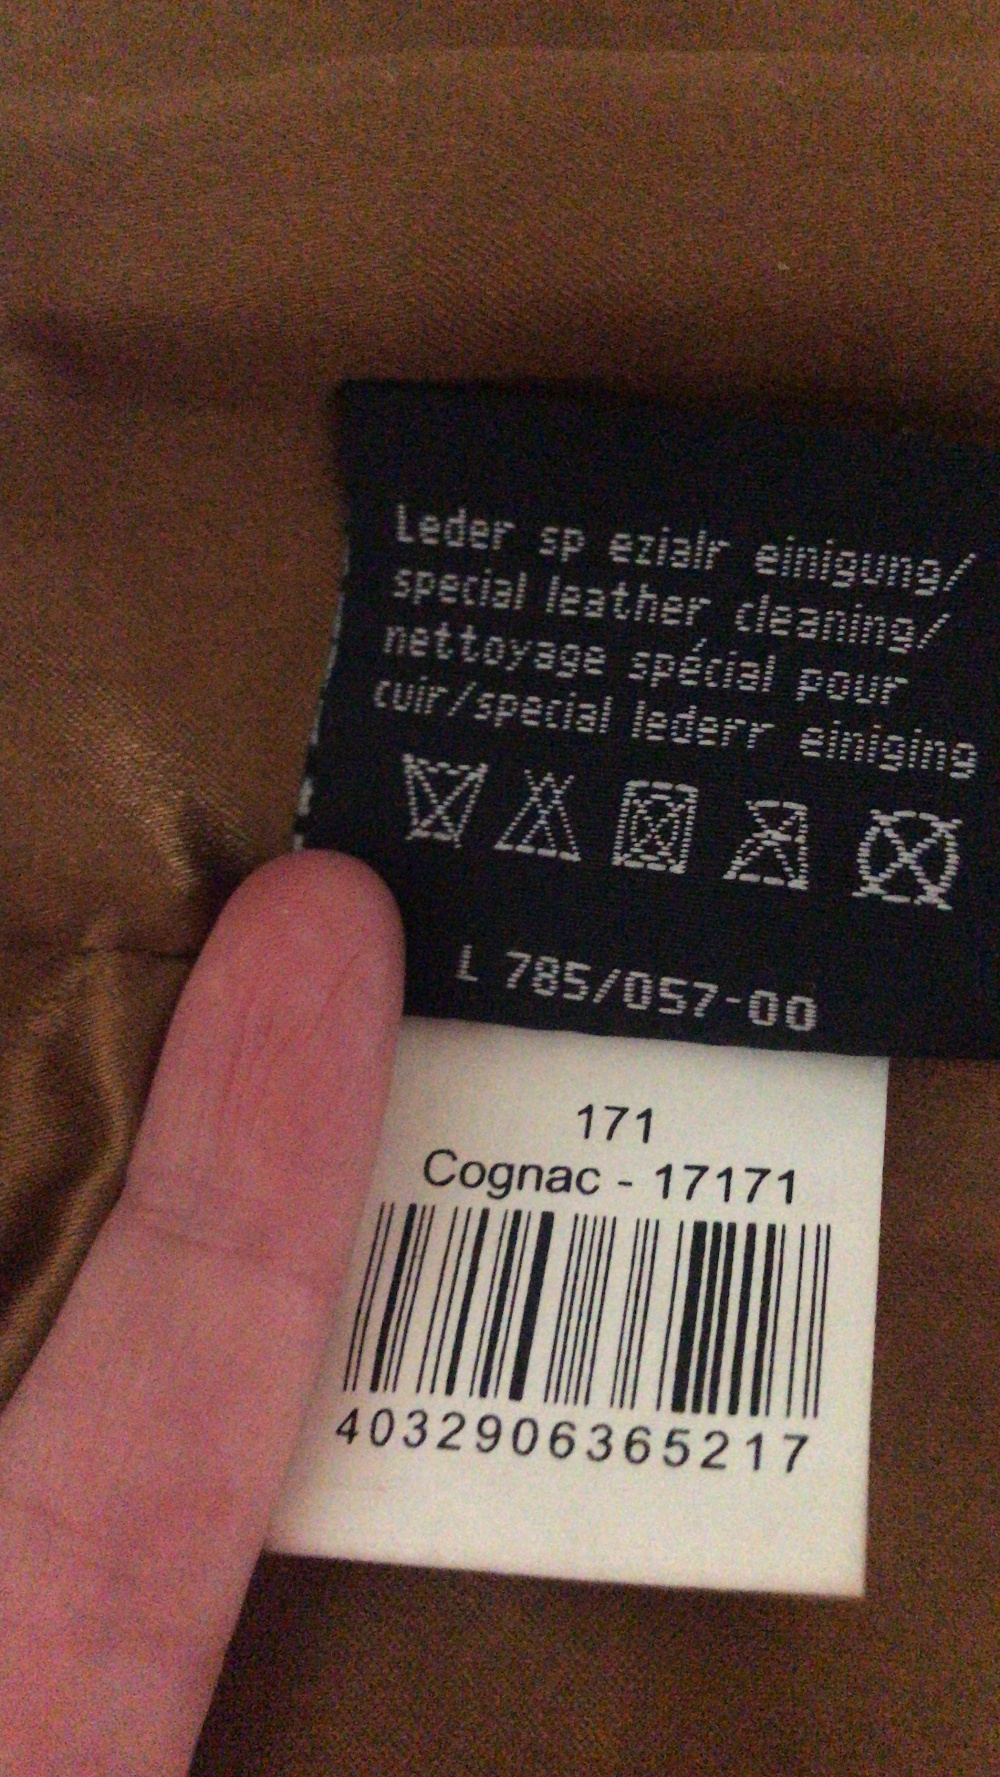 Leder sp ezialr einigung/
special leather cleaning/
nettoyage spécial pour
cuir/special lederr einiging
L 785/057-00
171
Cognac - 17171
4032906365217